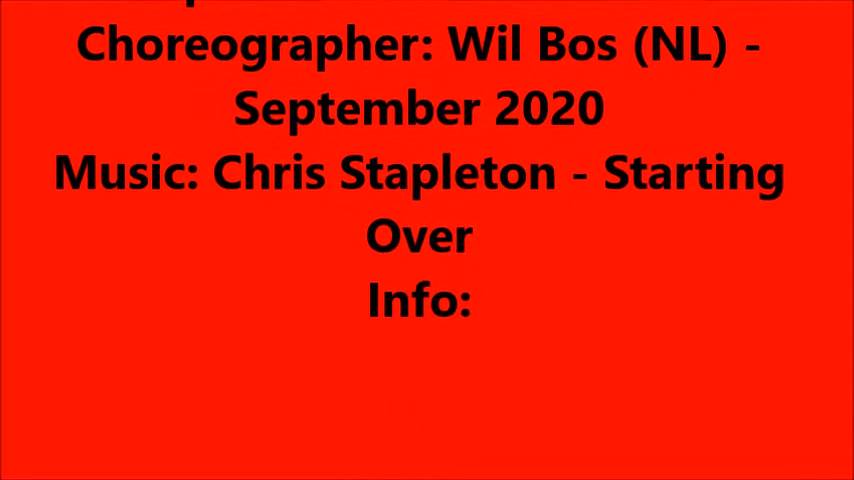 Choreographer: Wil Bos (NL) -
September 2020
Music: Chris Stapleton - Starting
Over
Info: